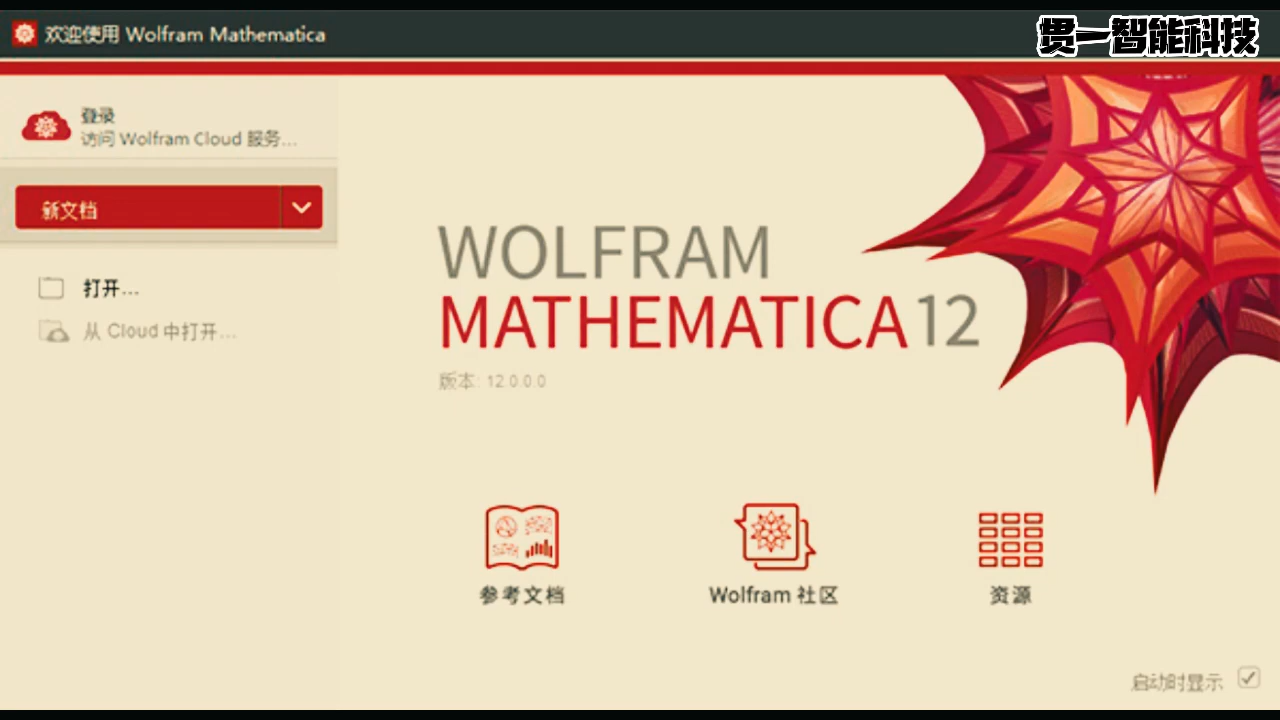 欢迎使用 Wolfram Mathematica
贯一智能科技
登录
访问 Wolfram Cloud 服务...
新文档
打开...
从 Cloud 中打开...
WOLFRAM
MATHEMATICA 12
版本: 12.0.0.0
参考文档
Wolfram 社区
资源
启动时显示